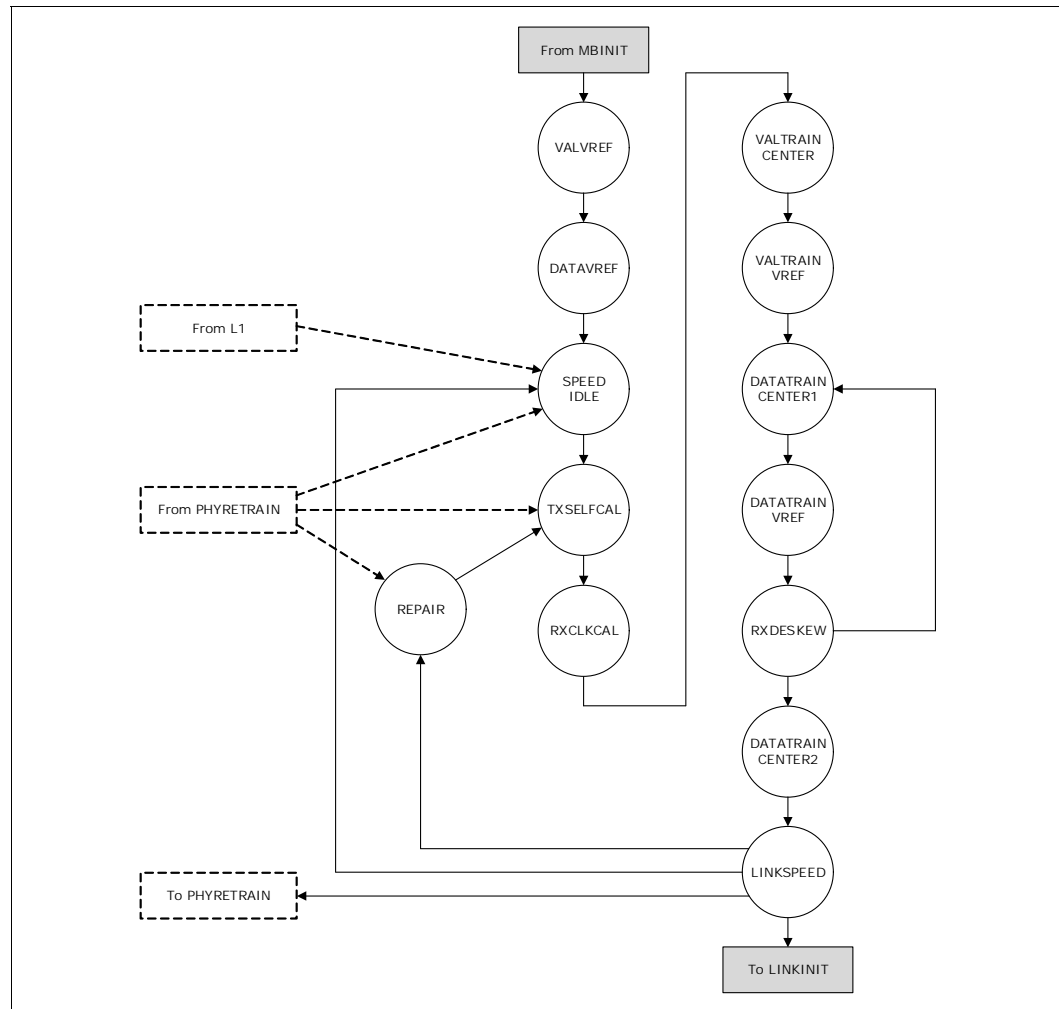 From MBINIT
VALVREF
DATAVREF
From L1
SPEED
IDLE
From PHYRETRAIN
TXSELFCAL
REPAIR
RXCLKCAL
VALTRAIN
CENTER
VALTRAIN
VREF
DATATRAIN
CENTER1
DATATRAIN
VREF
RXDESKEW
DATATRAIN
CENTER2
LINKSPEED
To PHYRETRAIN
To LINKINIT